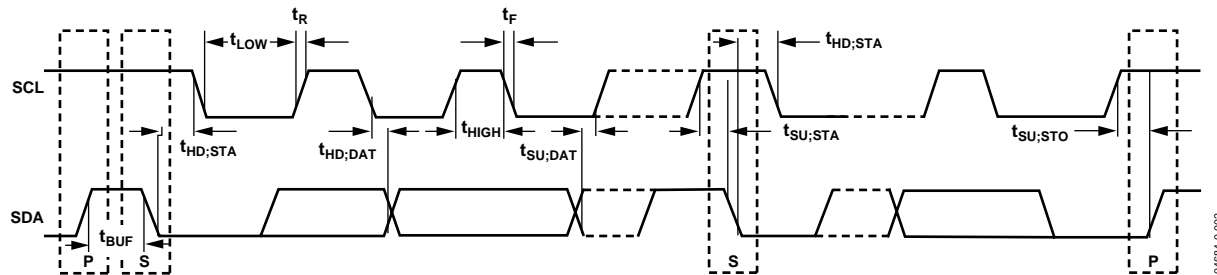 tR
tF
tLOW
tHD;STA
SCL
tHD;STA
tHD;DAT
tHIGH
tSU;DAT
tSU;STA
tSU;STO
SDA
tBUF
P
S
S
P